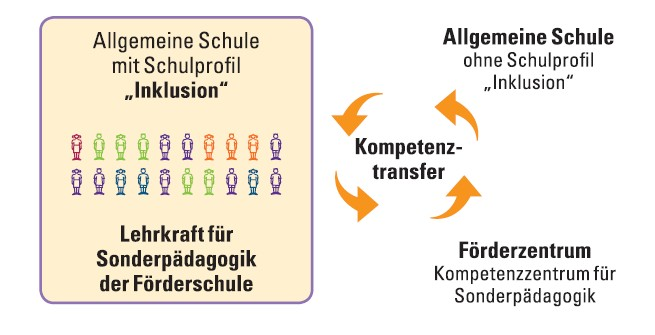 Allgemeine Schule
mit Schulprofil
„Inklusion“
Lehrkraft für
Sonderpädagogik
der Förderschule
Kompetenz-
transfer
Allgemeine Schule
ohne Schulprofil
„Inklusion“
Förderzentrum
Kompetenzzentrum für
Sonderpädagogik